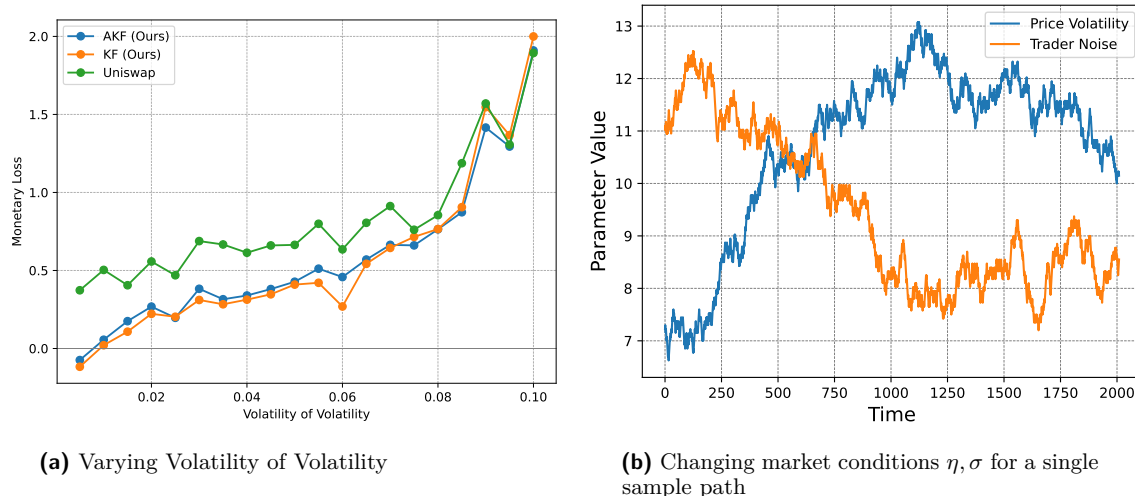 2.0
1.5
1.0
0.5
0.0
Monetary Loss
AKF (Ours)
KF (Ours)
Uniswap
0.02 0.04 0.06 0.08 0.10
Volatility of Volatility
(a) Varying Volatility of Volatility
13
12
11
10
9
8
7
Parameter Value
Price Volatility
Trader Noise
0 250 500 750 1000 1250 1500 1750 2000
Time
(b) Changing market conditions η, σ for a single
sample path